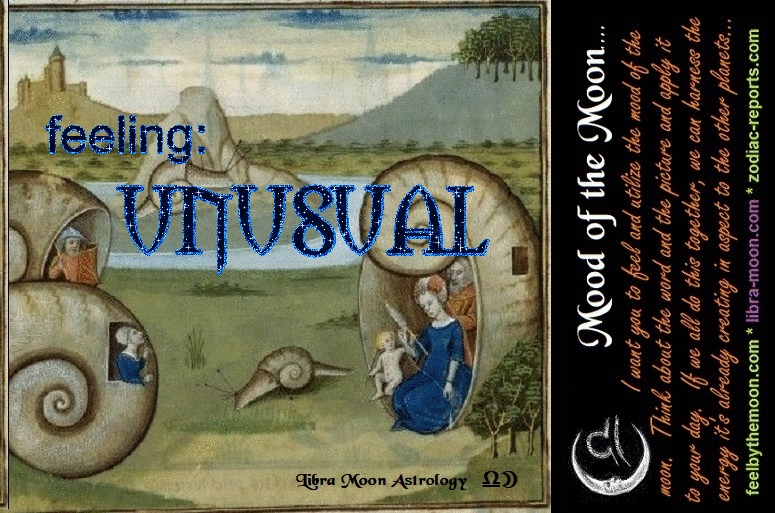 feeling:
UNUSUAL
Libra Moon Astrology ♎☽
Mood of the Moon....
I want you to feel and utilize the mood of the
moon. Think about the word and the picture and apply it
to your day. If we all do this together, we can harness the
energy it's already creating in aspect to the other planets...
feelbythemoon.com * libra-moon.com * zodiac-reports.com